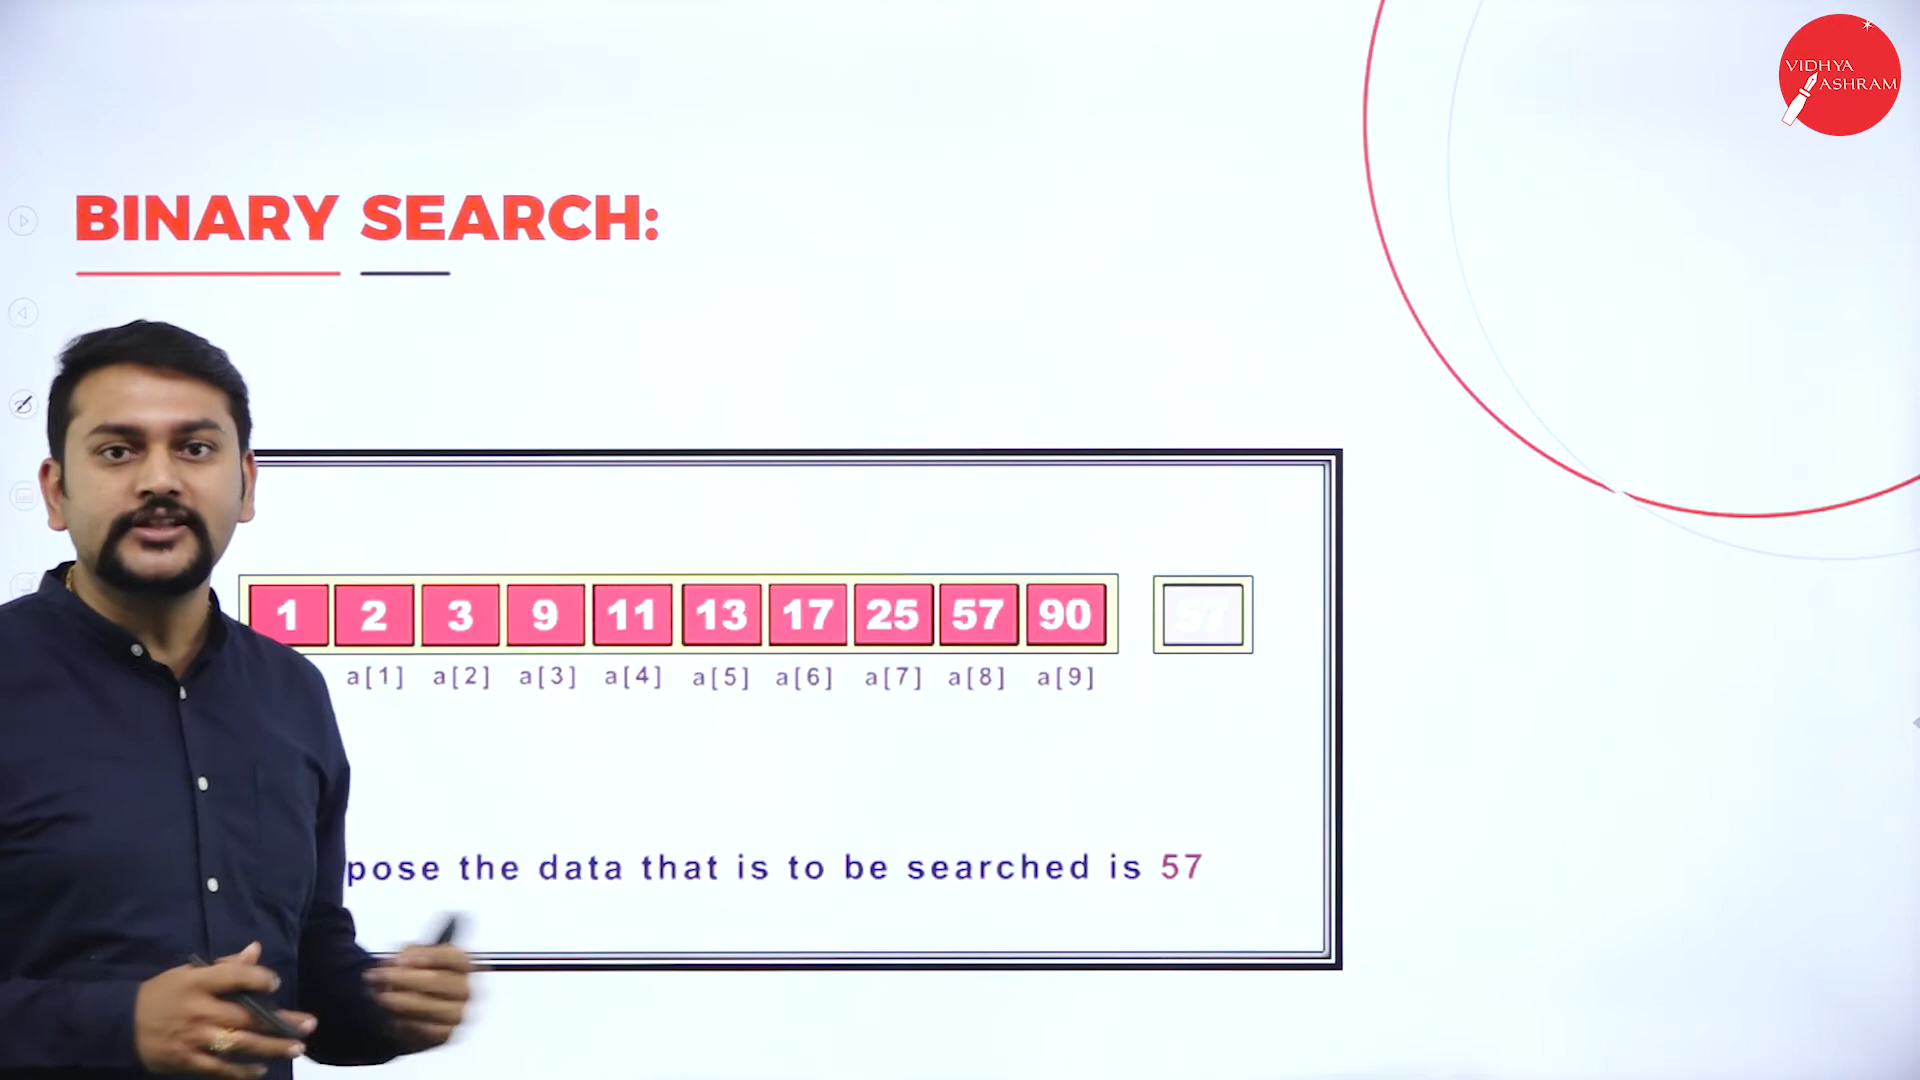 VIDHYA
ASHRAM
BINARY SEARCH:
1 2 3 9 11 13 17 25 57 90 57
a[1] a[2] a[3] a[4] a[5] a[6] a[7] a[8] a[9]
pose the data that is to be searched is 57